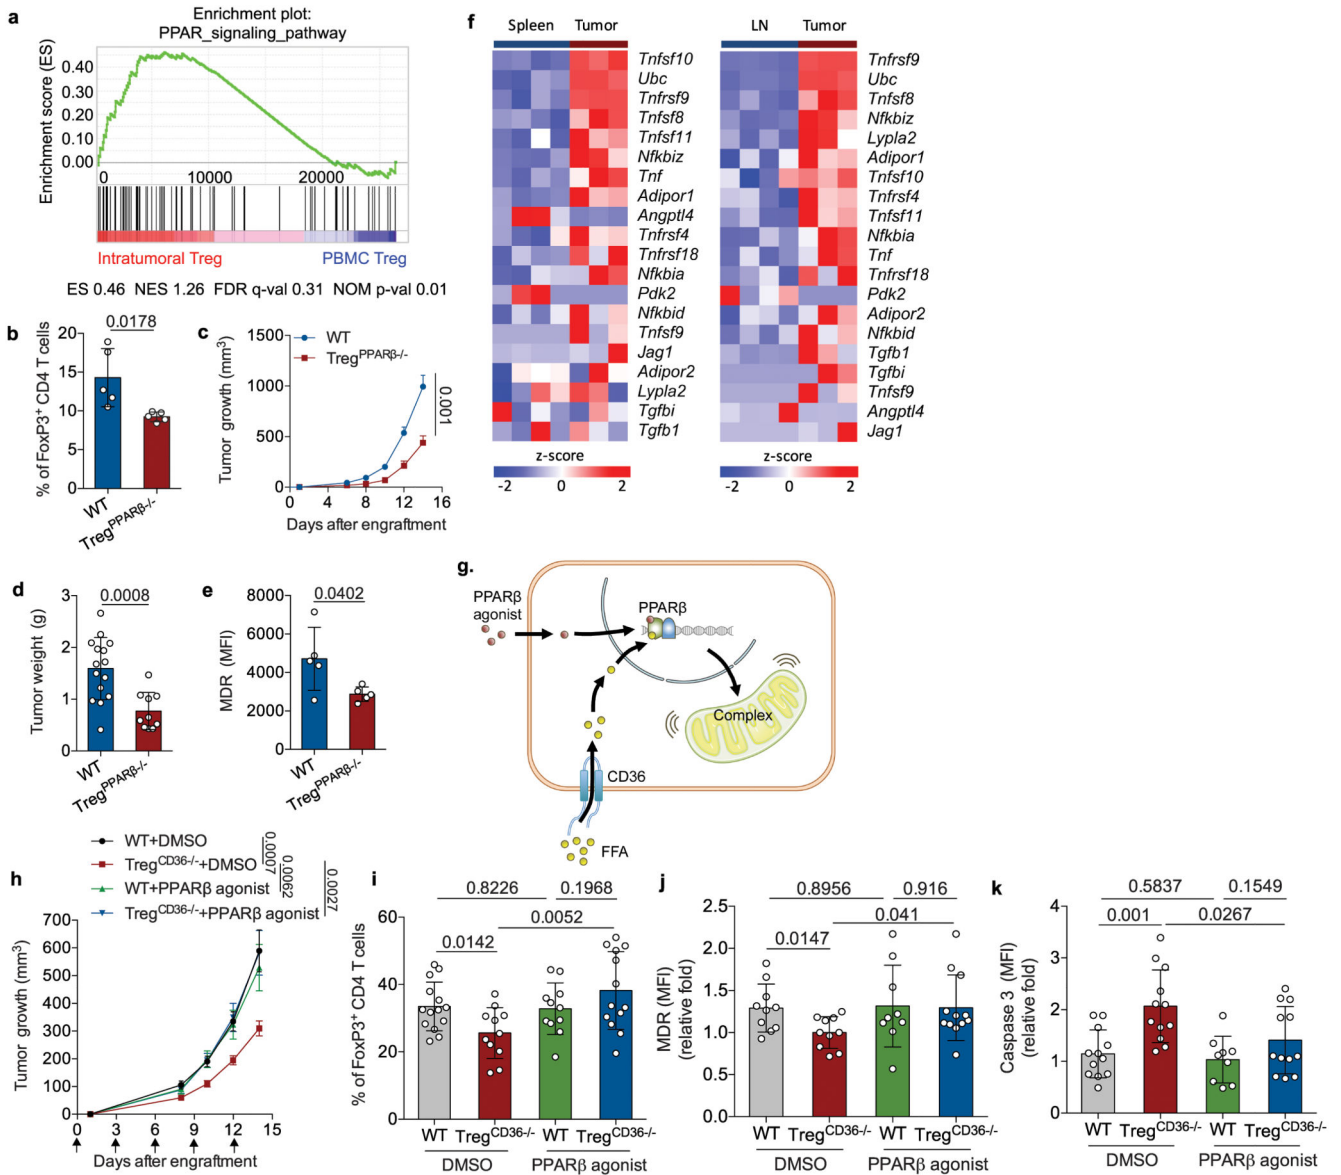 a
Enrichment plot:
PPAR_signaling_pathway
Enrichment score (ES)
0.40
0.30
0.20
0.10
0.00
0 10000 20000
Intratumoral Treg PBMC Treg
ES 0.46 NES 1.26 FDR q-val 0.31 NOM p-val 0.01
b
0.0178
% of FoxP3+ CD4 T cells
20
15
10
5
0
WT
TregPPARβ-/-
c
WT
TregPPARβ-/-
Tumor growth (mm3)
1500
1000
500
0
0.001
0 4 8 12 16
Days after engraftment
d
0.0008
Tumor weight (g)
3
2
1
0
WT
TregPPARβ-/-
e
0.0402
MDR (MFI)
8000
6000
4000
2000
0
WT
TregPPARβ-/-
f
Spleen Tumor
Tnfsf10
Ubc
Tnfrsf9
Tnfsf8
Tnfsf11
Nfkbiz
Tnf
Adipor1
Angptl4
Tnfrsf4
Tnfrsf18
Nfkbia
Pdk2
Nfkbid
Tnfsf9
Jag1
Adipor2
Lypla2
Tgfbi
Tgfb1
z-score
-2 0 2
LN Tumor
Tnfrsf9
Ubc
Tnfsf8
Nfkbiz
Lypla2
Adipor1
Tnfsf10
Tnfrsf4
Tnfsf11
Nfkbia
Tnf
Tnfrsf18
Pdk2
Adipor2
Nfkbid
Tgfb1
Tgfbi
Tnfsf9
Angptl4
Jag1
z-score
-2 0 2
g.
PPARβ
agonist
PPARβ
Complex
CD36
FFA
h
WT+DMSO
TregCD36-/-+DMSO
WT+PPARβ agonist
TregCD36-/-+PPARβ agonist
0.0007
0.0062
0.0027
Tumor growth (mm3)
700
600
500
400
300
200
100
0
0 3 6 9 12 15
Days after engraftment
i
0.8226 0.1968
0.0052
0.0142
% of FoxP3+ CD4 T cells
60
40
20
0
WT TregCD36-/- WT TregCD36-/-
DMSO PPARβ agonist
j
0.8956 0.916
0.041
0.0147
MDR (MFI)
(relative fold)
2.5
2.0
1.5
1.0
0.5
0.0
WT TregCD36-/- WT TregCD36-/-
DMSO PPARβ agonist
k
0.5837 0.1549
0.001 0.0267
Caspase 3 (MFI)
(relative fold)
4
3
2
1
0
WT TregCD36-/- WT TregCD36-/-
DMSO PPARβ agonist